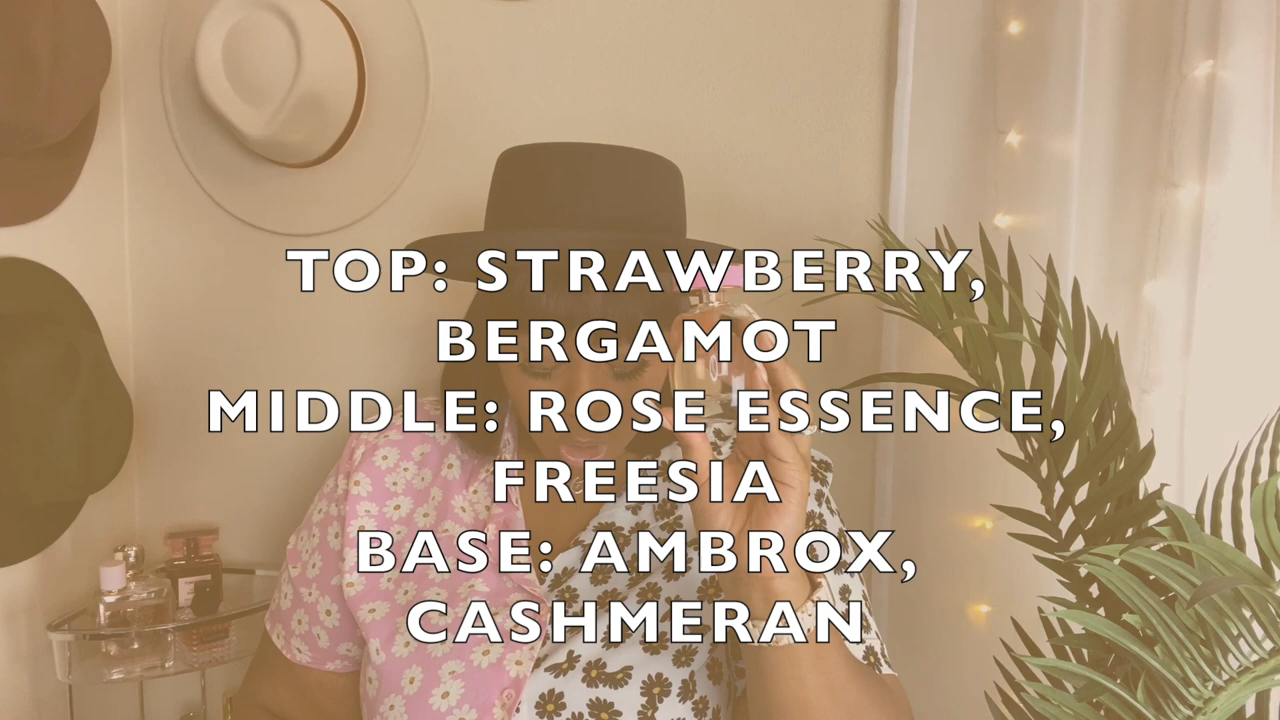 TOP: STRAWBERRY,
BERGAMOT
MIDDLE: ROSE ESSENCE,
FREESIA
BASE: AMBROX,
CASHMERAN